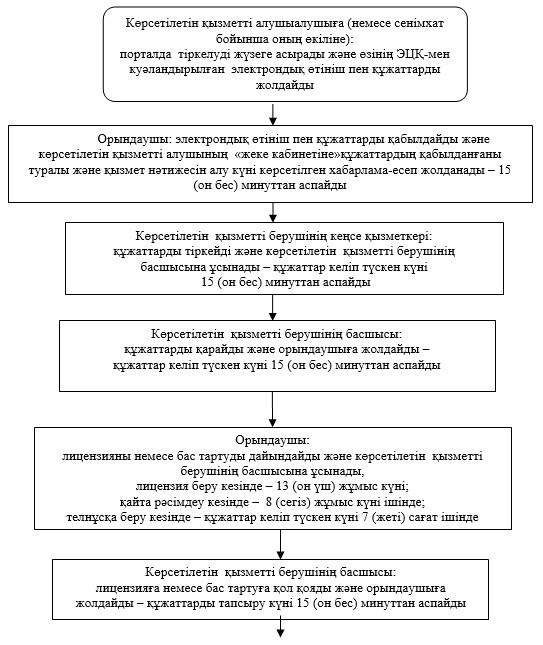 Көрсетілетін қызметті алушыалушыға (немесе сенімхат
бойынша оның өкіліне):
порталда тіркелуді жүзеге асырады және өзінің ЭЦҚ-мен
куәландырылған электрондық өтініш пен құжаттарды
жолдайды
Орындаушы: электрондық өтініш пен құжаттарды қабылдайды және
көрсетілетін қызметті алушының «жеке кабинетіне»құжаттардың қабылданғаны
туралы және қызмет нәтижесін алу күні көрсетілген хабарлама-есеп жолданады – 15
(он бес) минуттан аспайды
Көрсетілетін қызметті берушінің кеңсе қызметкері:
құжаттарды тіркейді және көрсетілетін қызметті берушінің
басшысына ұсынады – құжаттар келіп түскен күні
15 (он бес) минуттан аспайды
Көрсетілетін қызметті берушінің басшысы:
құжаттарды қарайды және орындаушыға жолдайды –
құжаттар келіп түскен күні 15 (он бес) минуттан аспайды
Орындаушы:
лицензияны немесе бас тартуды дайындайды және көрсетілетін қызметті
берушінің басшысына ұсынады,
лицензия беру кезінде – 13 (он үш) жұмыс күні;
қайта рәсімдеу кезінде – 8 (сегіз) жұмыс күні ішінде;
телнұсқа беру кезінде – құжаттар келіп түскен күні 7 (жеті) сағат ішінде
Көрсетілетін қызметті берушінің басшысы:
лицензияға немесе бас тартуға қол қояды және орындаушыға
жолдайды – құжаттарды тапсыру күні 15 (он бес) минуттан аспайды